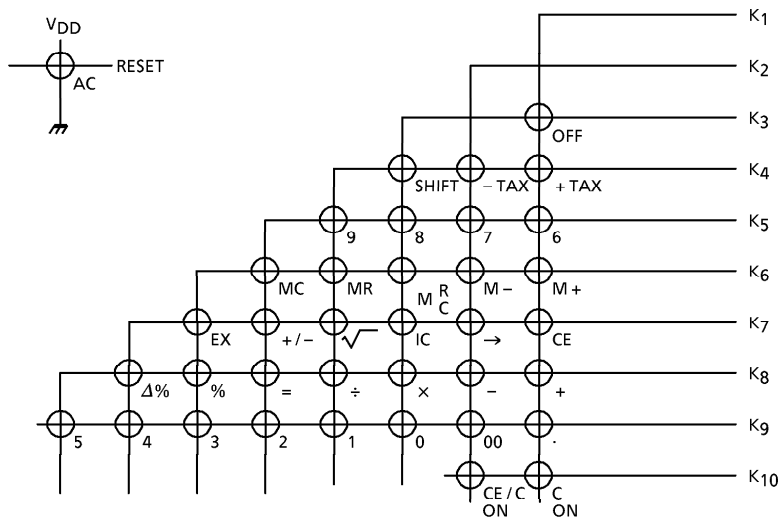 K1
VDD
RESET
K2
AC
K3
OFF
K4
SHIFT – TAX + TAX
K5
9 8 7 6
K6
MC MR M R C M – M +
K7
EX + / – √ IC → CE
K8
Δ% % = ÷ × – +
K9
5 4 3 2 1 0 00 .
K10
CE / C C
ON ON